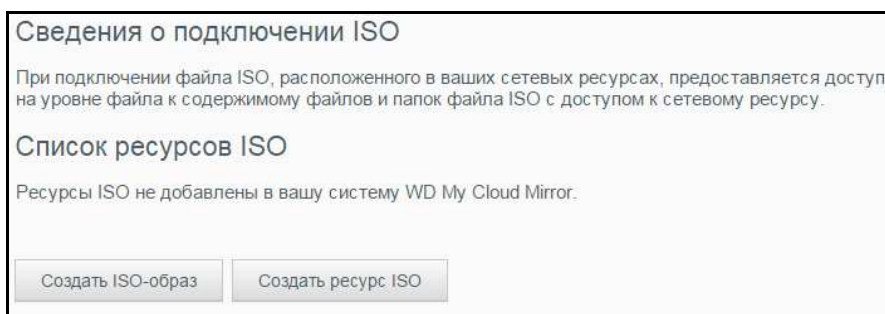 Сведения о подключении ISO
При подключении файла ISO, расположенного в ваших сетевых ресурсах, предоставляется доступ
на уровне файла к содержимому файлов и папок файла ISO с доступом к сетевому ресурсу.
Список ресурсов ISO
Ресурсы ISO не добавлены в вашу систему WD My Cloud Mirror.
Создать ISO-образ Создать ресурс ISO